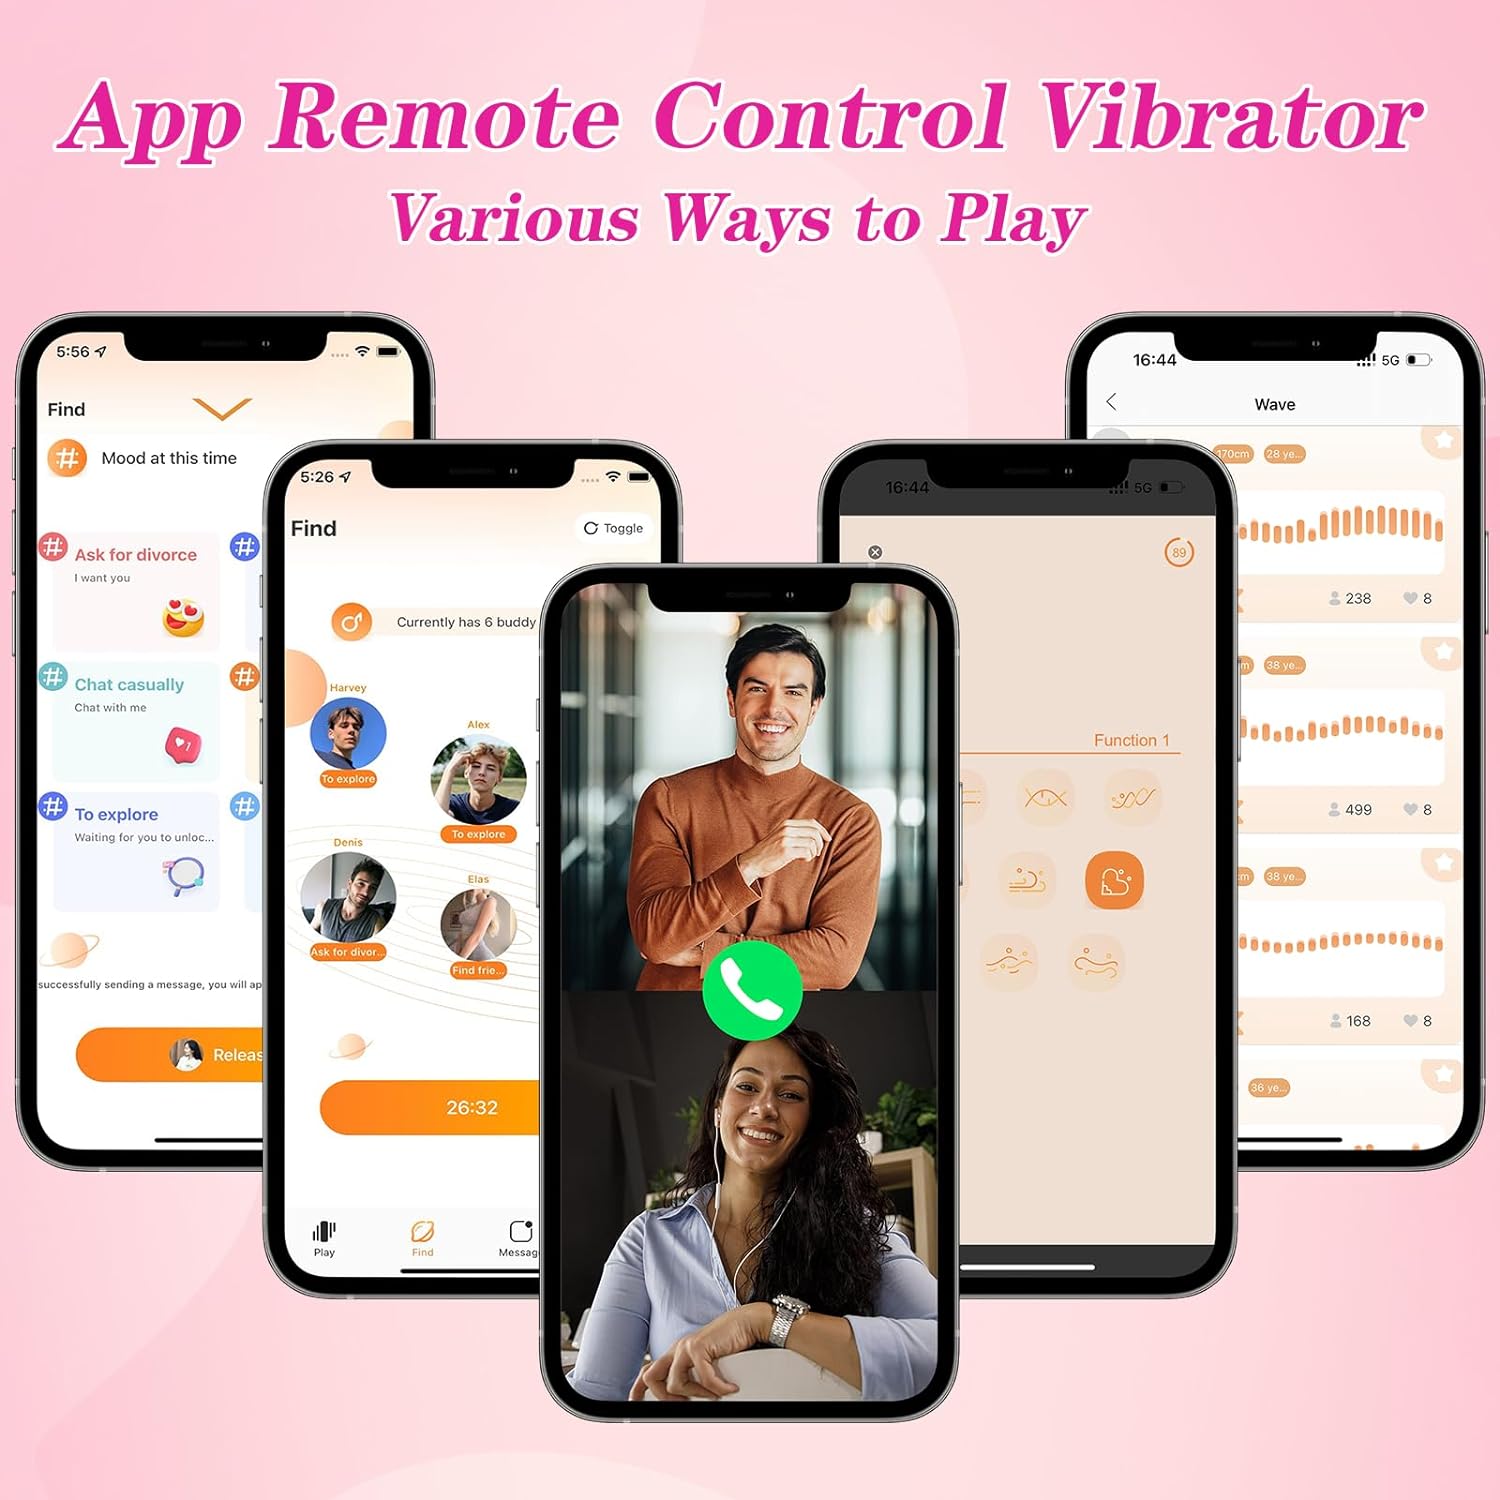 App Remote Control Vibrator
Various Ways to Play
5:56
Find
Mood at this time
Ask for divorce
I want you
Chat casually
Chat with me
To explore
Waiting for you to unloc...
successfully sending a message, you will ap
Releas
5:26
Find
Toggle
Currently has 6 buddy
Harvey
To explore
Alex
To explore
Denis
Ask for divor...
Elas
Find frie...
26:32
Play
Find
Messag
16:44
5G
89
Function 1
16:44
5G
Wave
170cm
28 ye...
238
8
m
38 ye...
499
8
cm
38 ye...
168
8
36 ye...